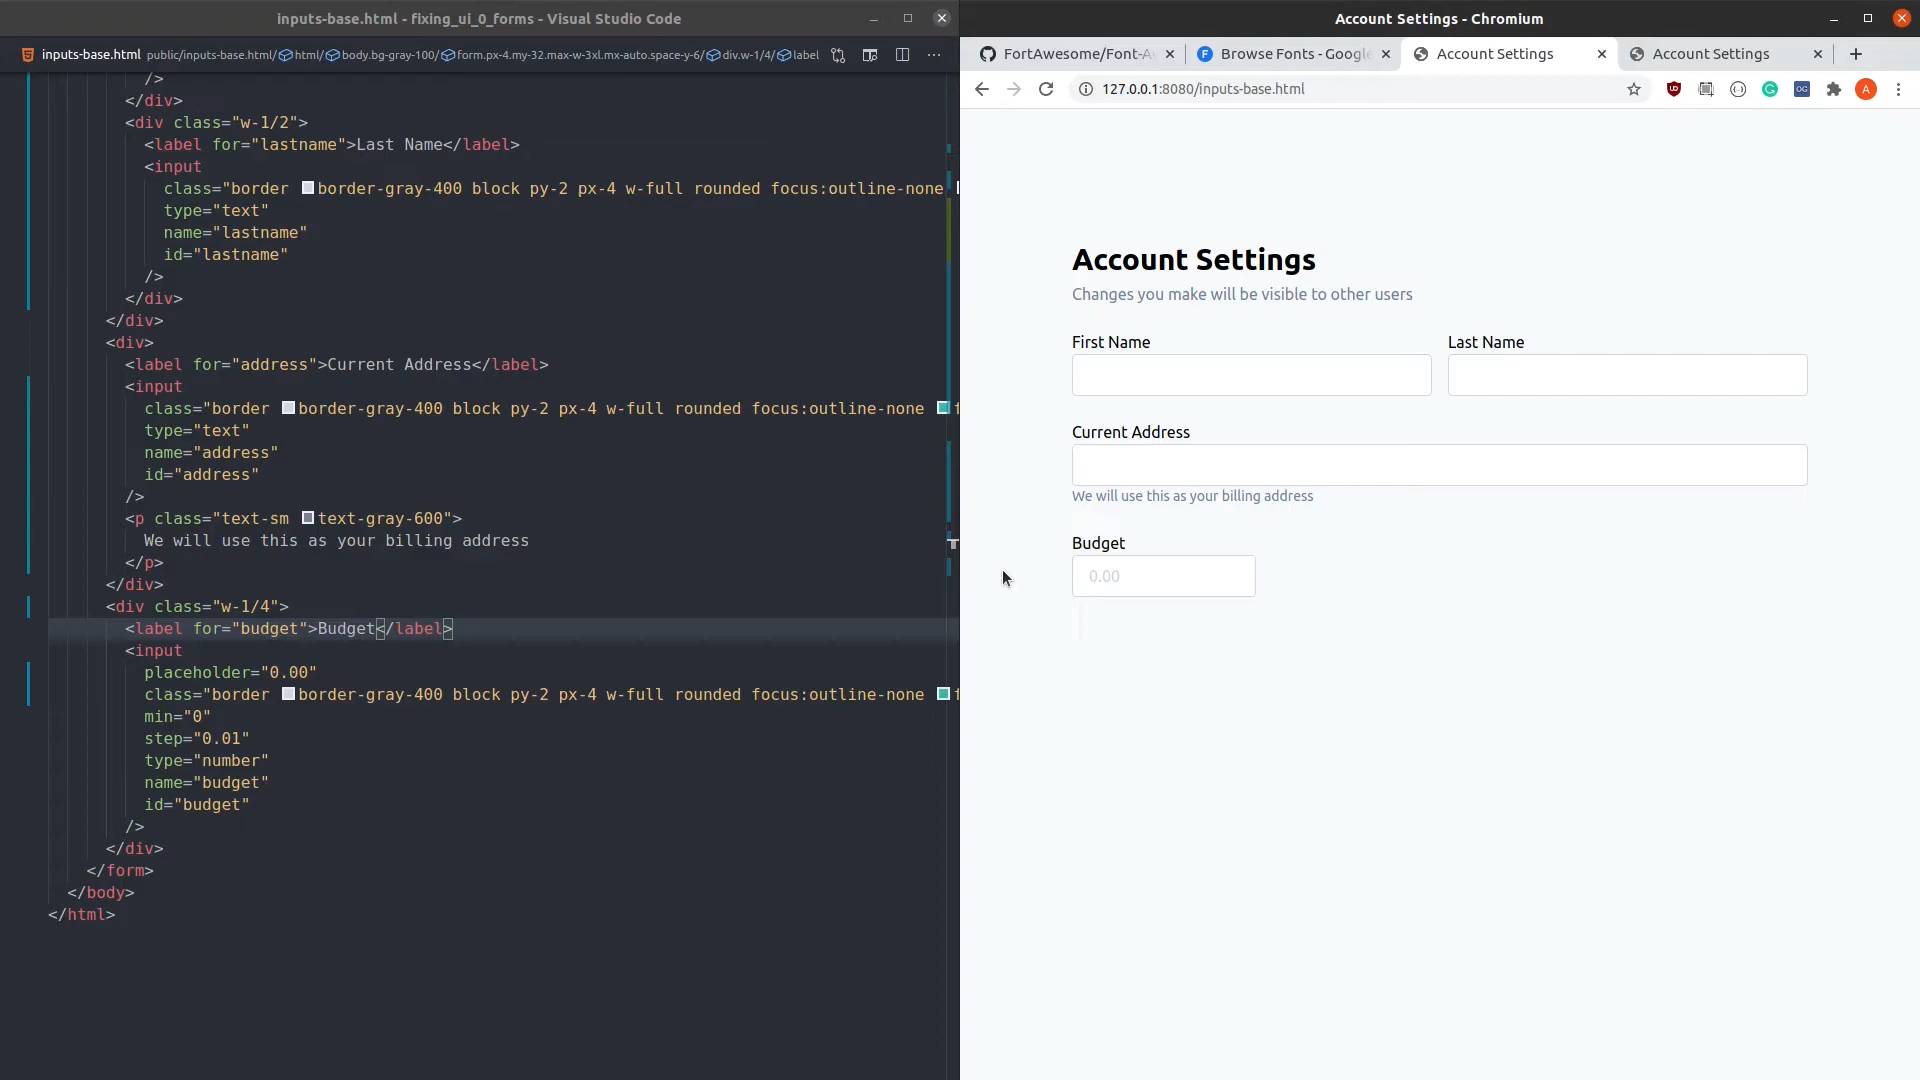 inputs-base.html - fixing_ui_0_forms - Visual Studio Code
inputs-base.html public/inputs-base.html/html/body.bg-gray-100/form.px-4.my-32.max-w-3xl.mx-auto.space-y-6/div.w-1/4/label
/>
</div>
<div class="w-1/2">
<label for="lastname">Last Name</label>
<input
class="border border-gray-400 block py-2 px-4 w-full rounded focus:outline-none
type="text"
name="lastname"
id="lastname"
/>
</div>
</div>
<div>
<label for="address">Current Address</label>
<input
class="border border-gray-400 block py-2 px-4 w-full rounded focus:outline-none f
type="text"
name="address"
id="address"
/>
<p class="text-sm text-gray-600">
We will use this as your billing address
</p>
</div>
<div class="w-1/4">
<label for="budget">Budget</label>
<input
placeholder="0.00"
class="border border-gray-400 block py-2 px-4 w-full rounded focus:outline-none f
min="0"
step="0.01"
type="number"
name="budget"
id="budget"
/>
</div>
</form>
</body>
</html>
Account Settings - Chromium
FortAwesome/Font-Aw Browse Fonts - Google Account Settings Account Settings
127.0.0.1:8080/inputs-base.html
OG A
Account Settings
Changes you make will be visible to other users
First Name Last Name
Current Address
We will use this as your billing address
Budget
0.00